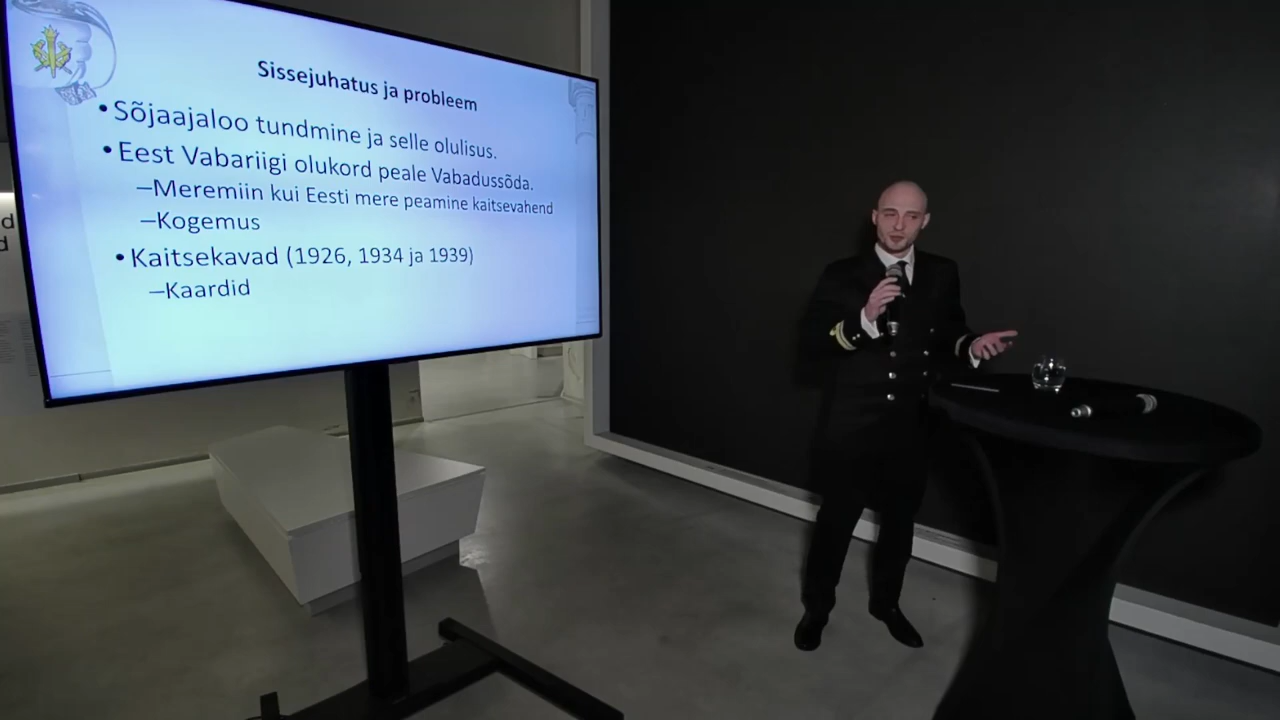 Sissejuhatus ja probleem
•Sõjaajaloo tundmine ja selle olulisus.
•Eest Vabariigi olukord peale Vabadussõda.
–Meremiin kui Eesti mere peamine kaitsevahend
–Kogemus
•Kaitsekavad (1926, 1934 ja 1939)
–Kaardid